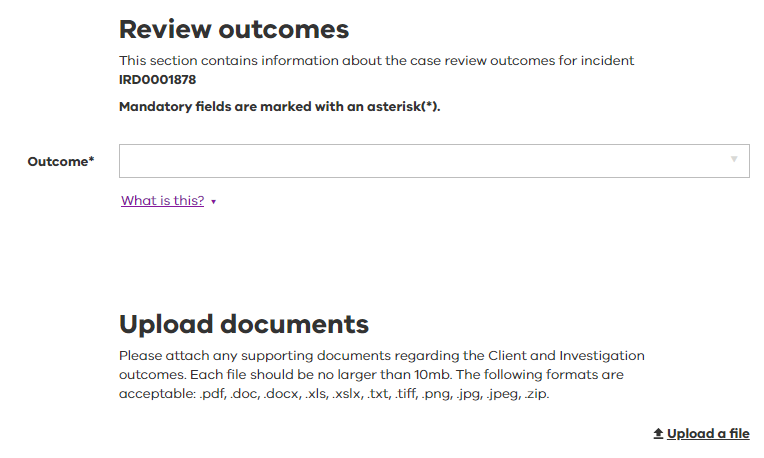 Review outcomes
This section contains information about the case review outcomes for incident
IRD0001878
Mandatory fields are marked with an asterisk(*).
Outcome*
What is this? ▾
Upload documents
Please attach any supporting documents regarding the Client and Investigation
outcomes. Each file should be no larger than 10mb. The following formats are
acceptable: .pdf, .doc, .docx, .xls, .xslx, .txt, .tiff, .png, .jpg, .jpeg, .zip.
Upload a file